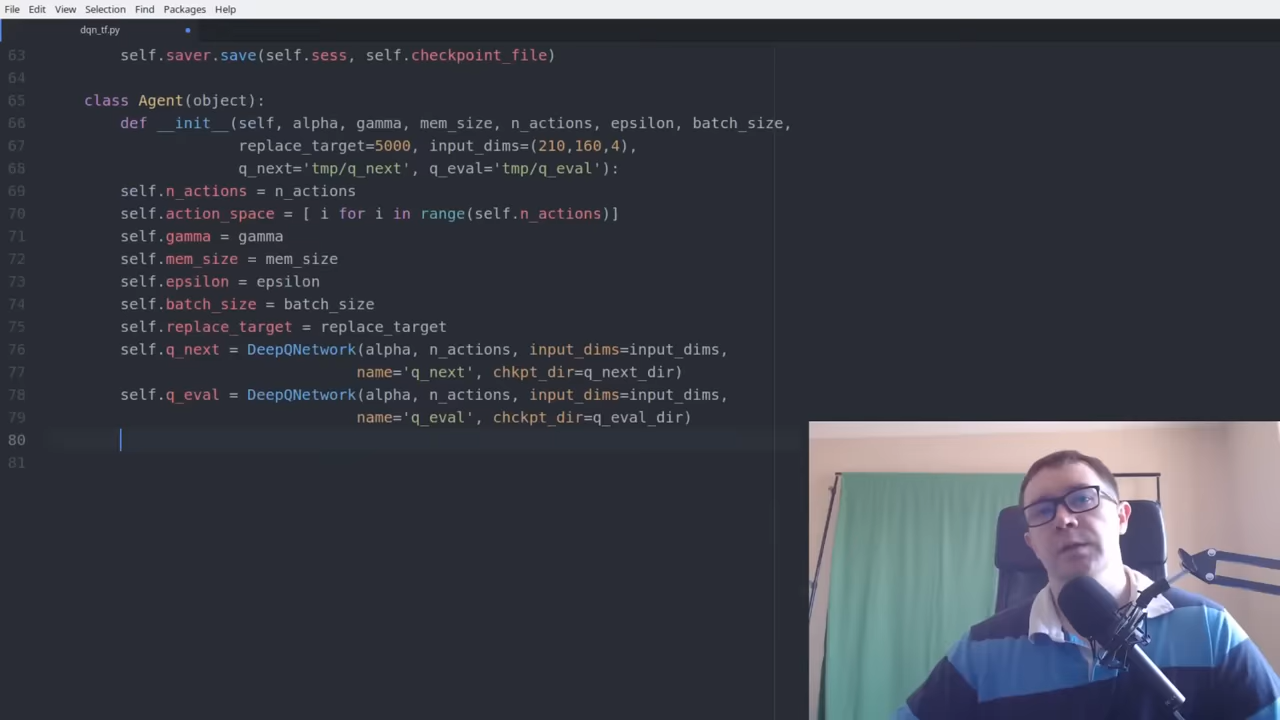 File Edit View Selection Find Packages Help
dqn_tf.py
63 self.saver.save(self.sess, self.checkpoint_file)
64
65 class Agent(object):
66 def __init__(self, alpha, gamma, mem_size, n_actions, epsilon, batch_size,
67 replace_target=5000, input_dims=(210,160,4),
68 q_next='tmp/q_next', q_eval='tmp/q_eval'):
69 self.n_actions = n_actions
70 self.action_space = [ i for i in range(self.n_actions)]
71 self.gamma = gamma
72 self.mem_size = mem_size
73 self.epsilon = epsilon
74 self.batch_size = batch_size
75 self.replace_target = replace_target
76 self.q_next = DeepQNetwork(alpha, n_actions, input_dims=input_dims,
77 name='q_next', chkpt_dir=q_next_dir)
78 self.q_eval = DeepQNetwork(alpha, n_actions, input_dims=input_dims,
79 name='q_eval', chckpt_dir=q_eval_dir)
80
81